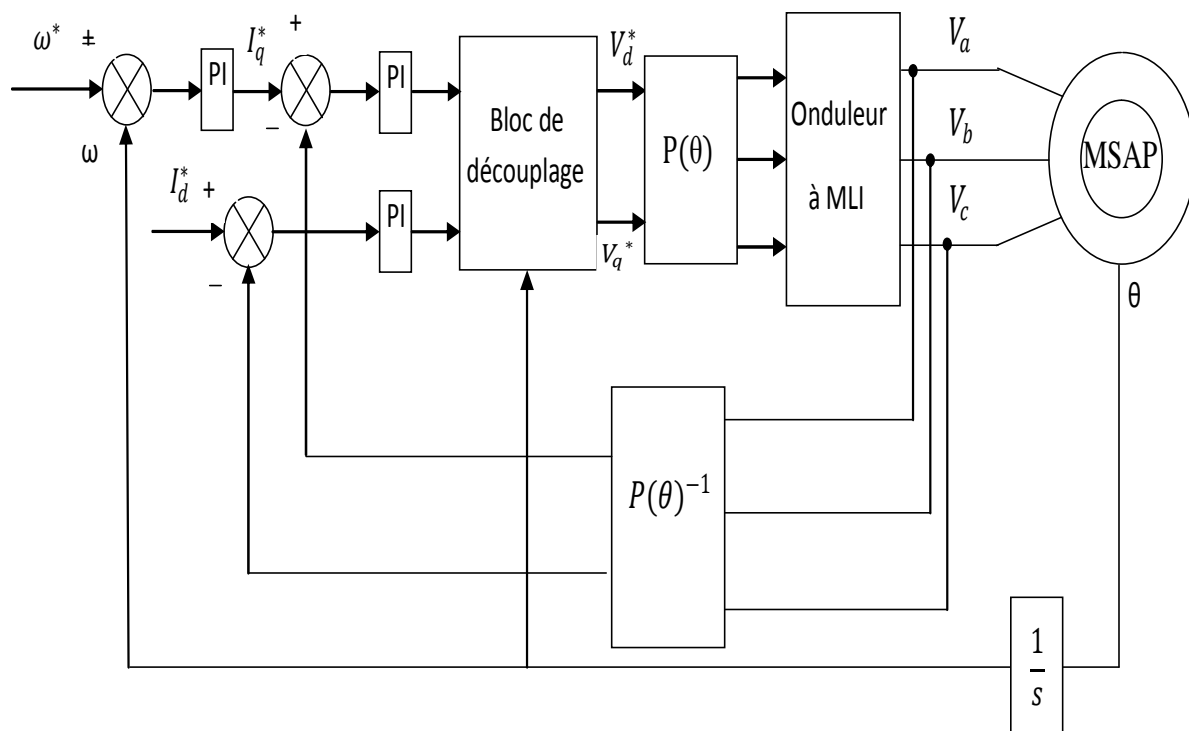 ω* ±
PI
I_q^* +
PI
V_d^*
V_a
ω
−
Bloc de
découplage
P(θ)
Onduleur
à MLI
V_b
MSAP
I_d^* +
PI
V_q^*
V_c
−
θ
P(θ)^{-1}
1
s